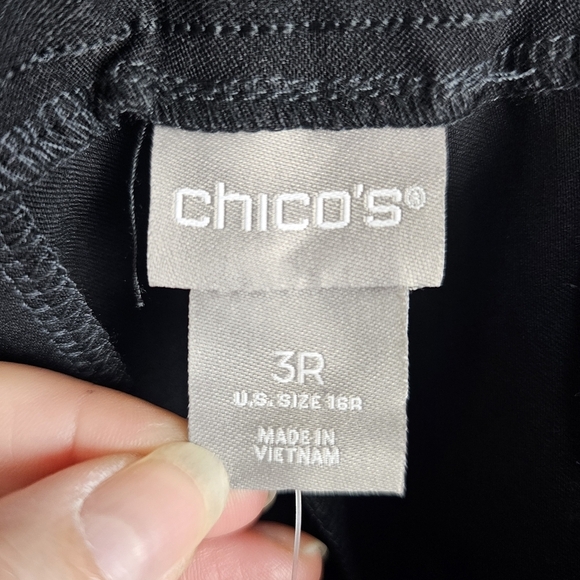 chico's®
3R
U.S. SIZE 16R
MADE IN
VIETNAM